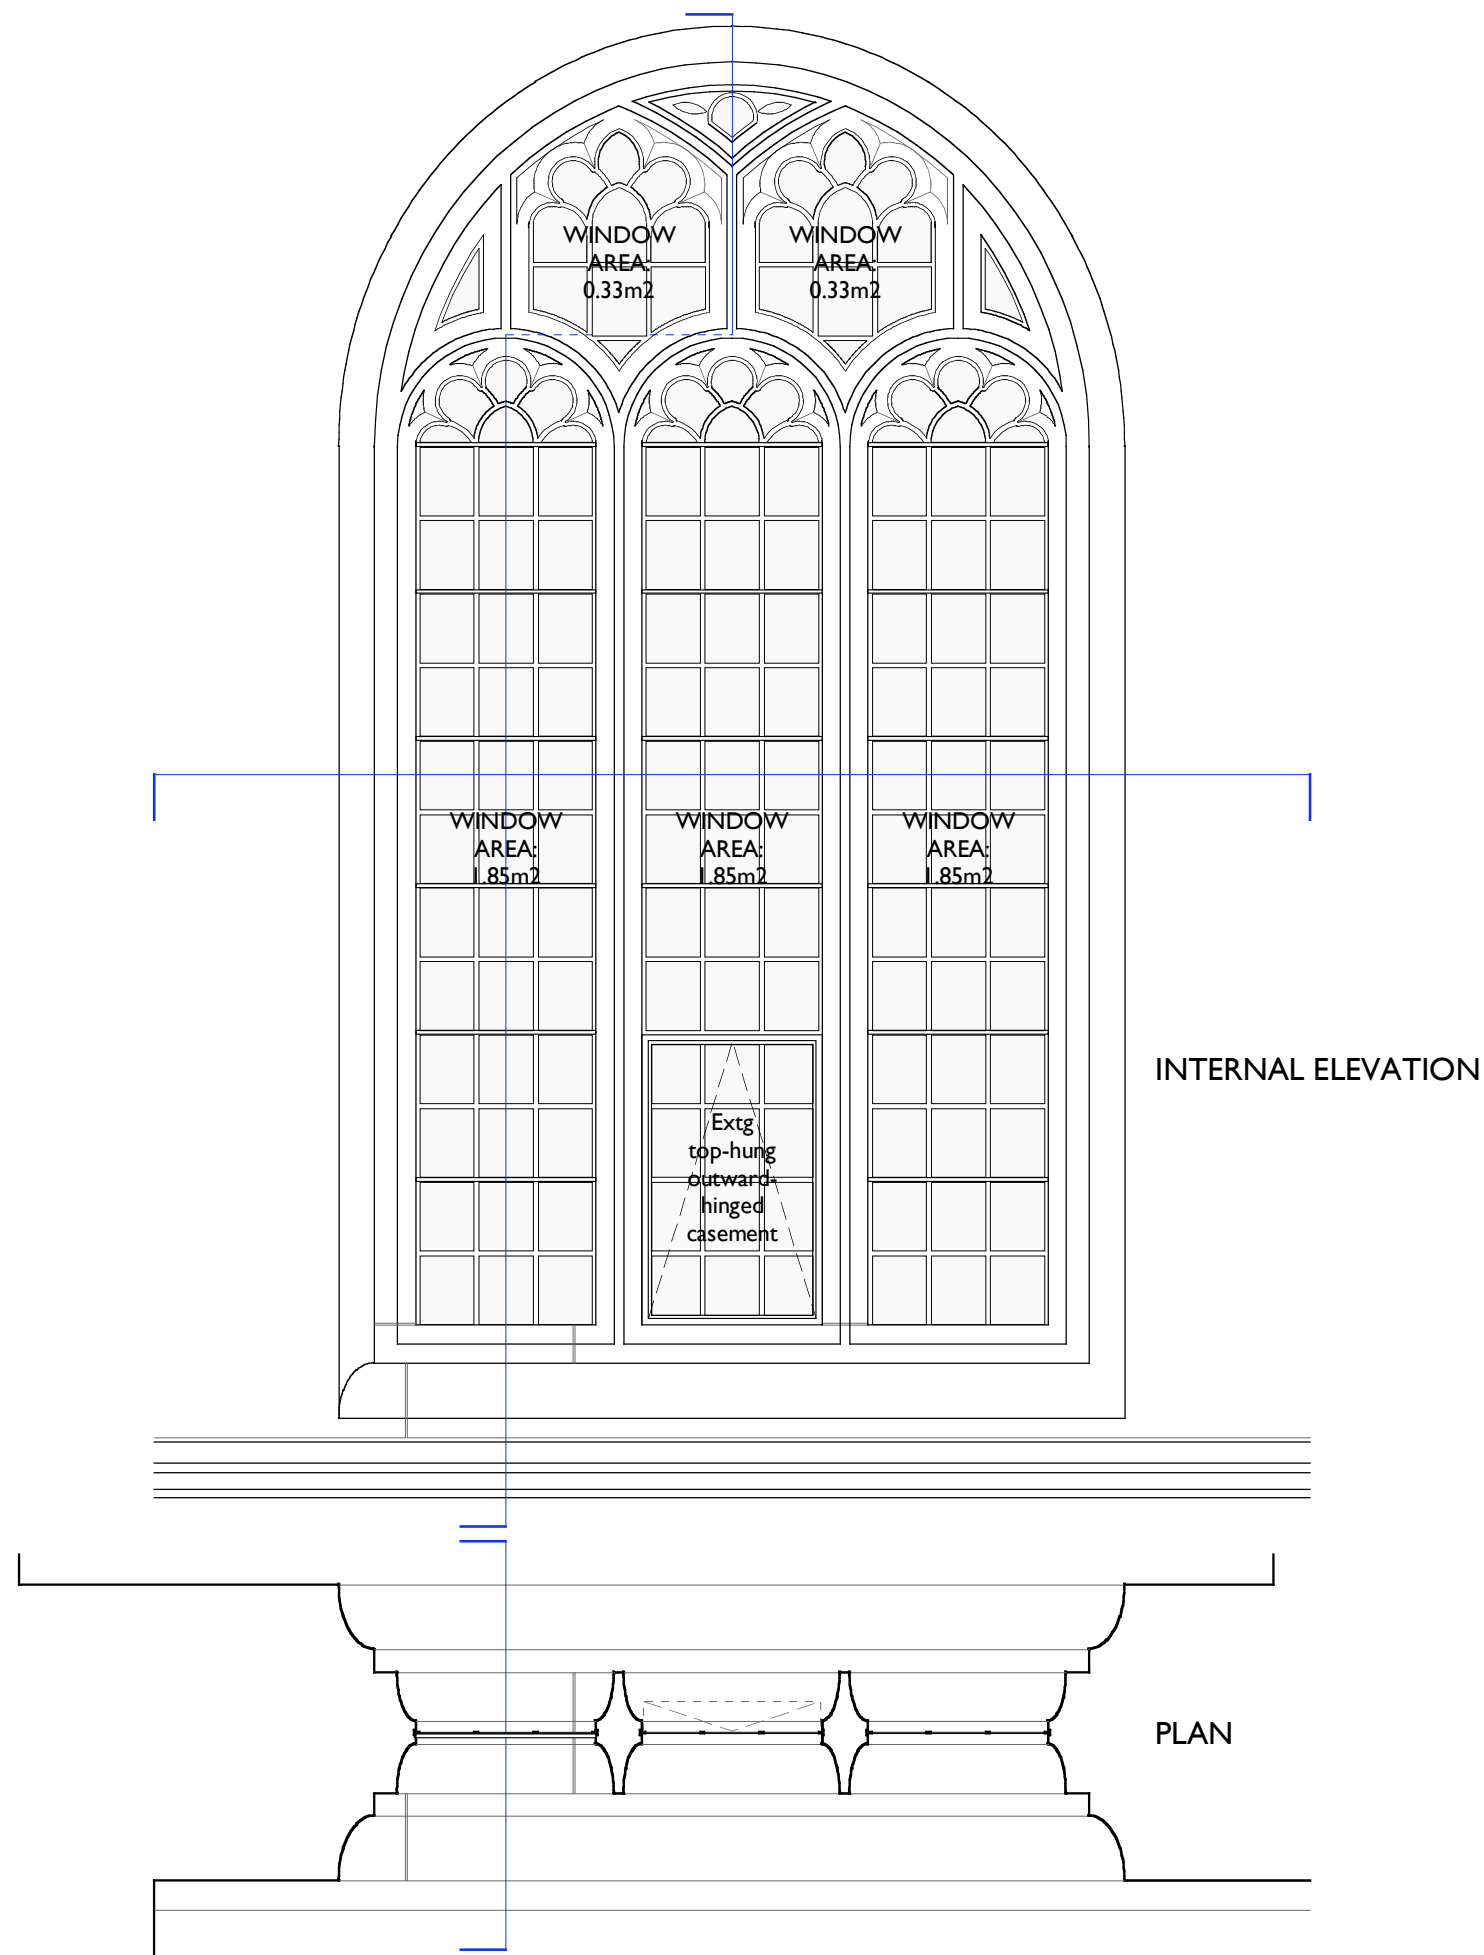 WINDOW
AREA:
0.33m2
WINDOW
AREA:
0.33m2
WINDOW
AREA:
1.85m2
WINDOW
AREA:
1.85m2
WINDOW
AREA:
1.85m2
INTERNAL ELEVATION
Extg
top-hung
outward-
hinged
casement
PLAN